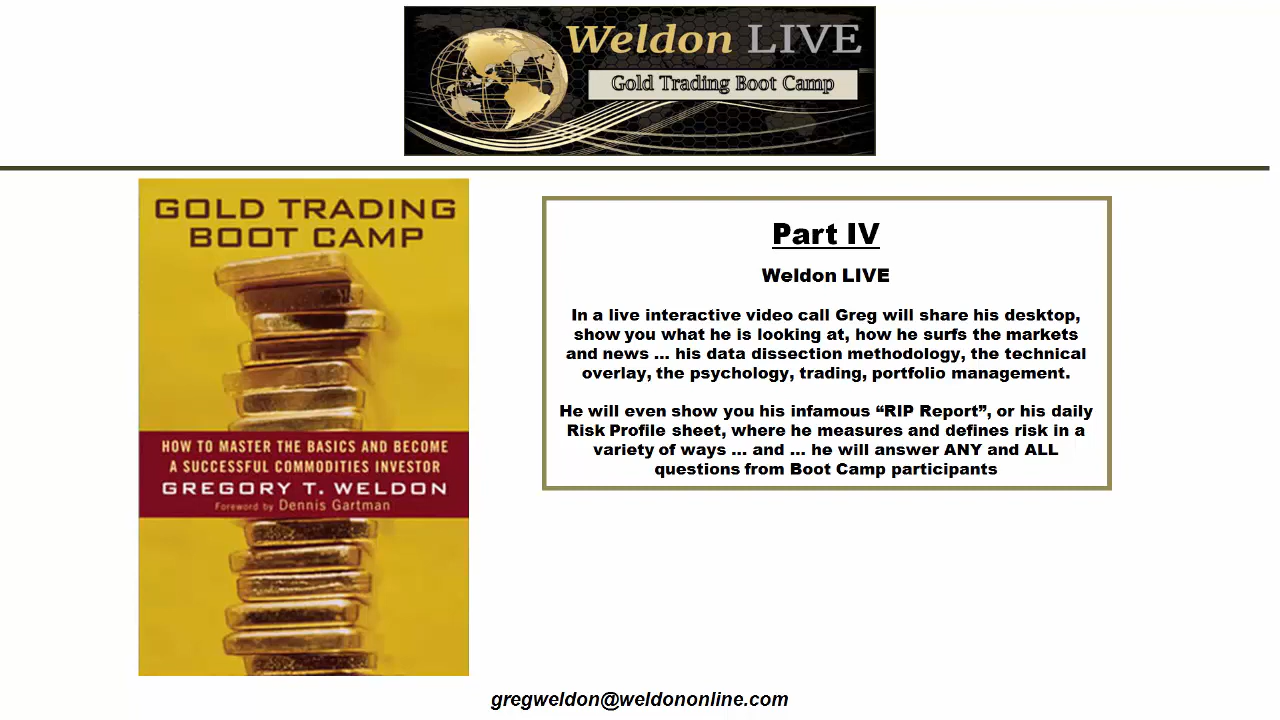 Weldon LIVE
Gold Trading Boot Camp
GOLD TRADING
BOOT CAMP
HOW TO MASTER THE BASICS AND BECOME
A SUCCESSFUL COMMODITIES INVESTOR
GREGORY T. WELDON
Foreword by Dennis Gartman
Part IV
Weldon LIVE
In a live interactive video call Greg will share his desktop,
show you what he is looking at, how he surfs the markets
and news ... his data dissection methodology, the technical
overlay, the psychology, trading, portfolio management.
He will even show you his infamous “RIP Report”, or his daily
Risk Profile sheet, where he measures and defines risk in a
variety of ways ... and ... he will answer ANY and ALL
questions from Boot Camp participants
gregweldon@weldononline.com